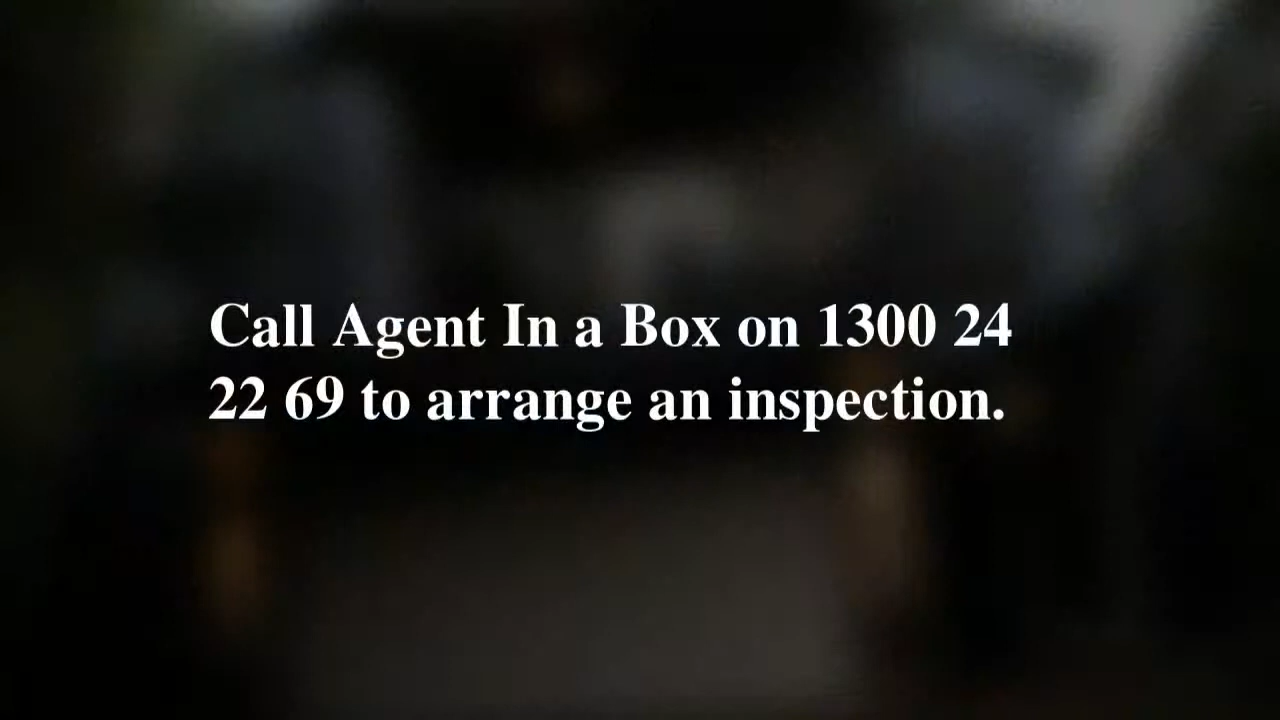 Call Agent In a Box on 1300 24
22 69 to arrange an inspection.